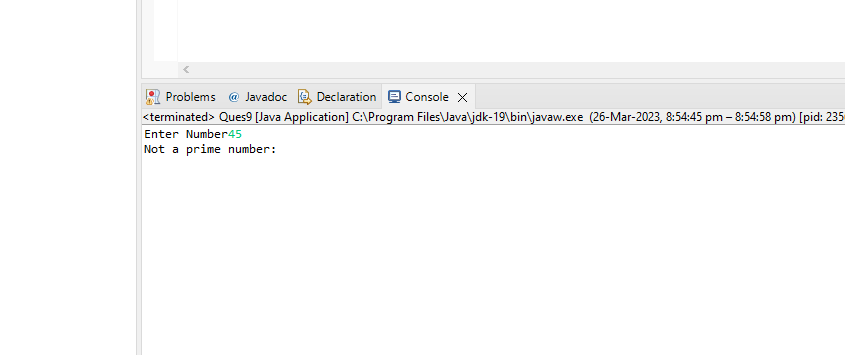 Problems @ Javadoc Declaration Console
<terminated> Ques9 [Java Application] C:\Program Files\Java\jdk-19\bin\javaw.exe (26-Mar-2023, 8:54:45 pm – 8:54:58 pm) [pid: 235
Enter Number45
Not a prime number: